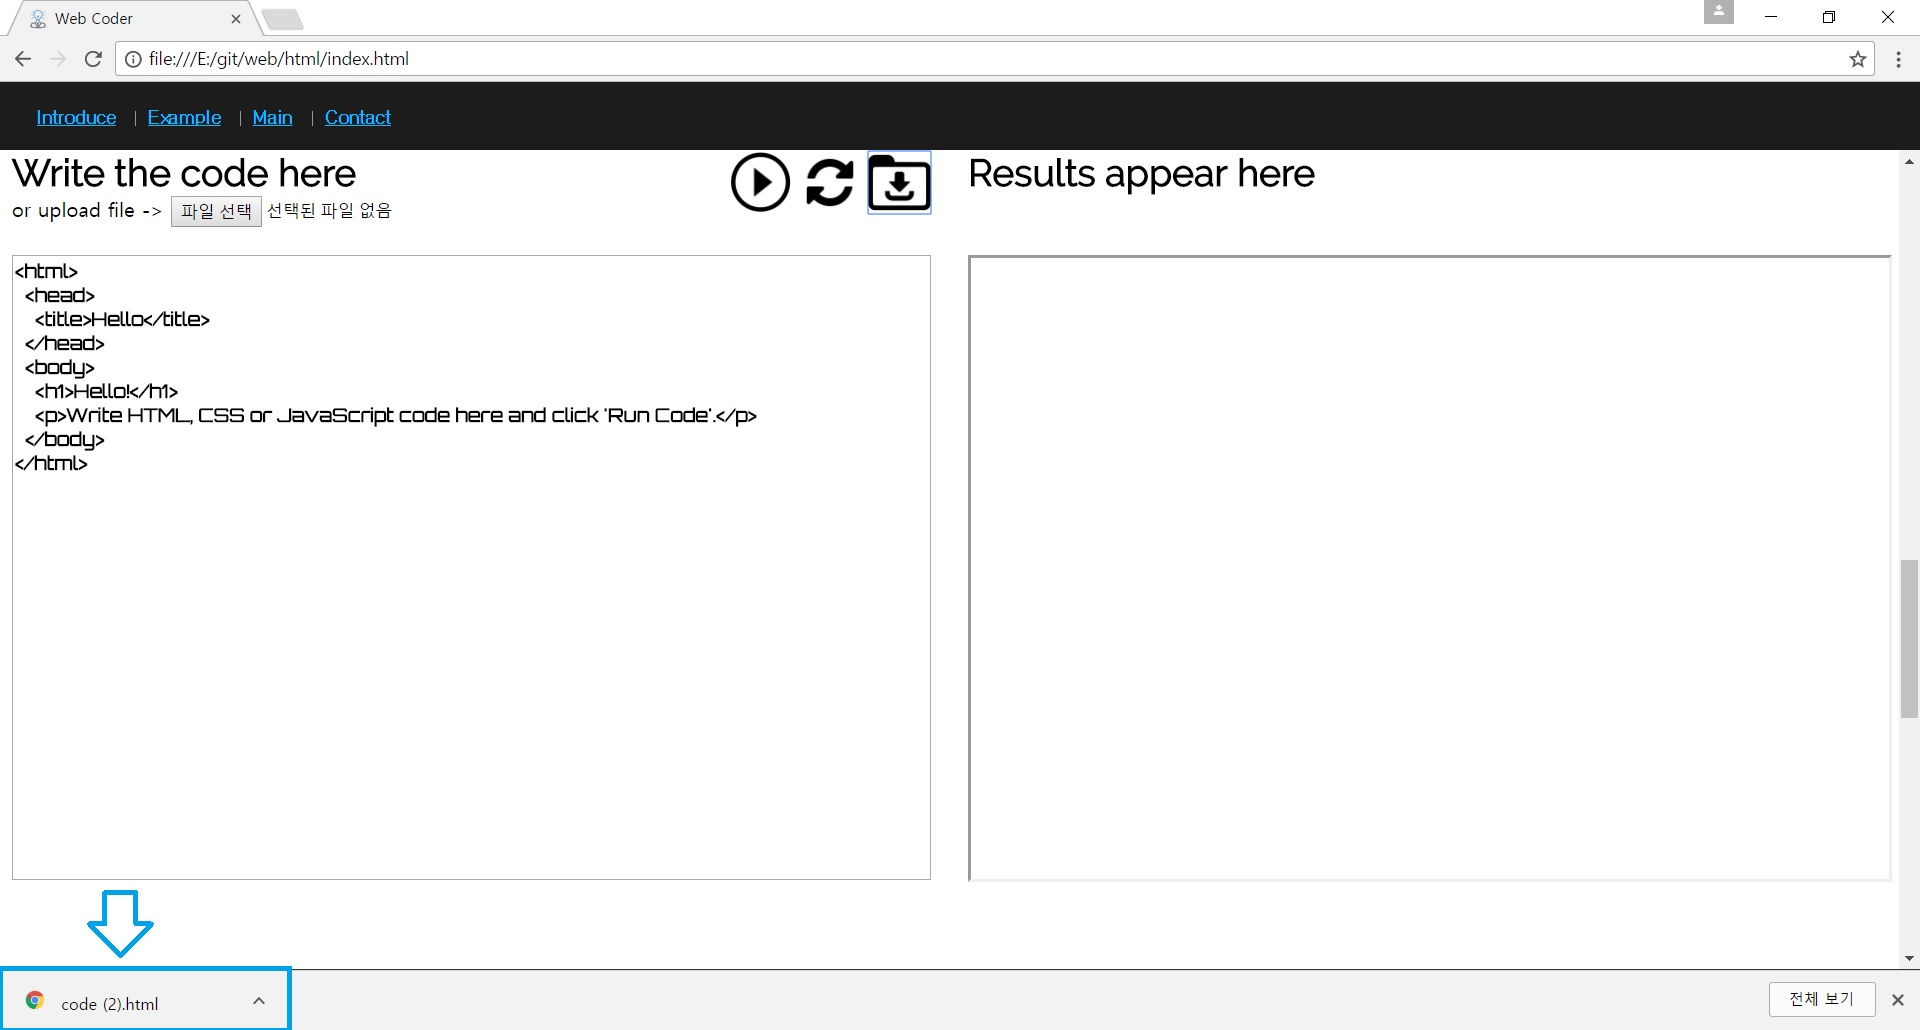 Web Coder
file:///E:/git/web/html/index.html
Introduce | Example | Main | Contact
Write the code here
or upload file -> 파일 선택 선택된 파일 없음
<html>
  <head>
    <title>Hello</title>
  </head>
  <body>
    <h1>Hello!</h1>
    <p>Write HTML, CSS or JavaScript code here and click 'Run Code'.</p>
  </body>
</html>
Results appear here
code (2).html
전체 보기